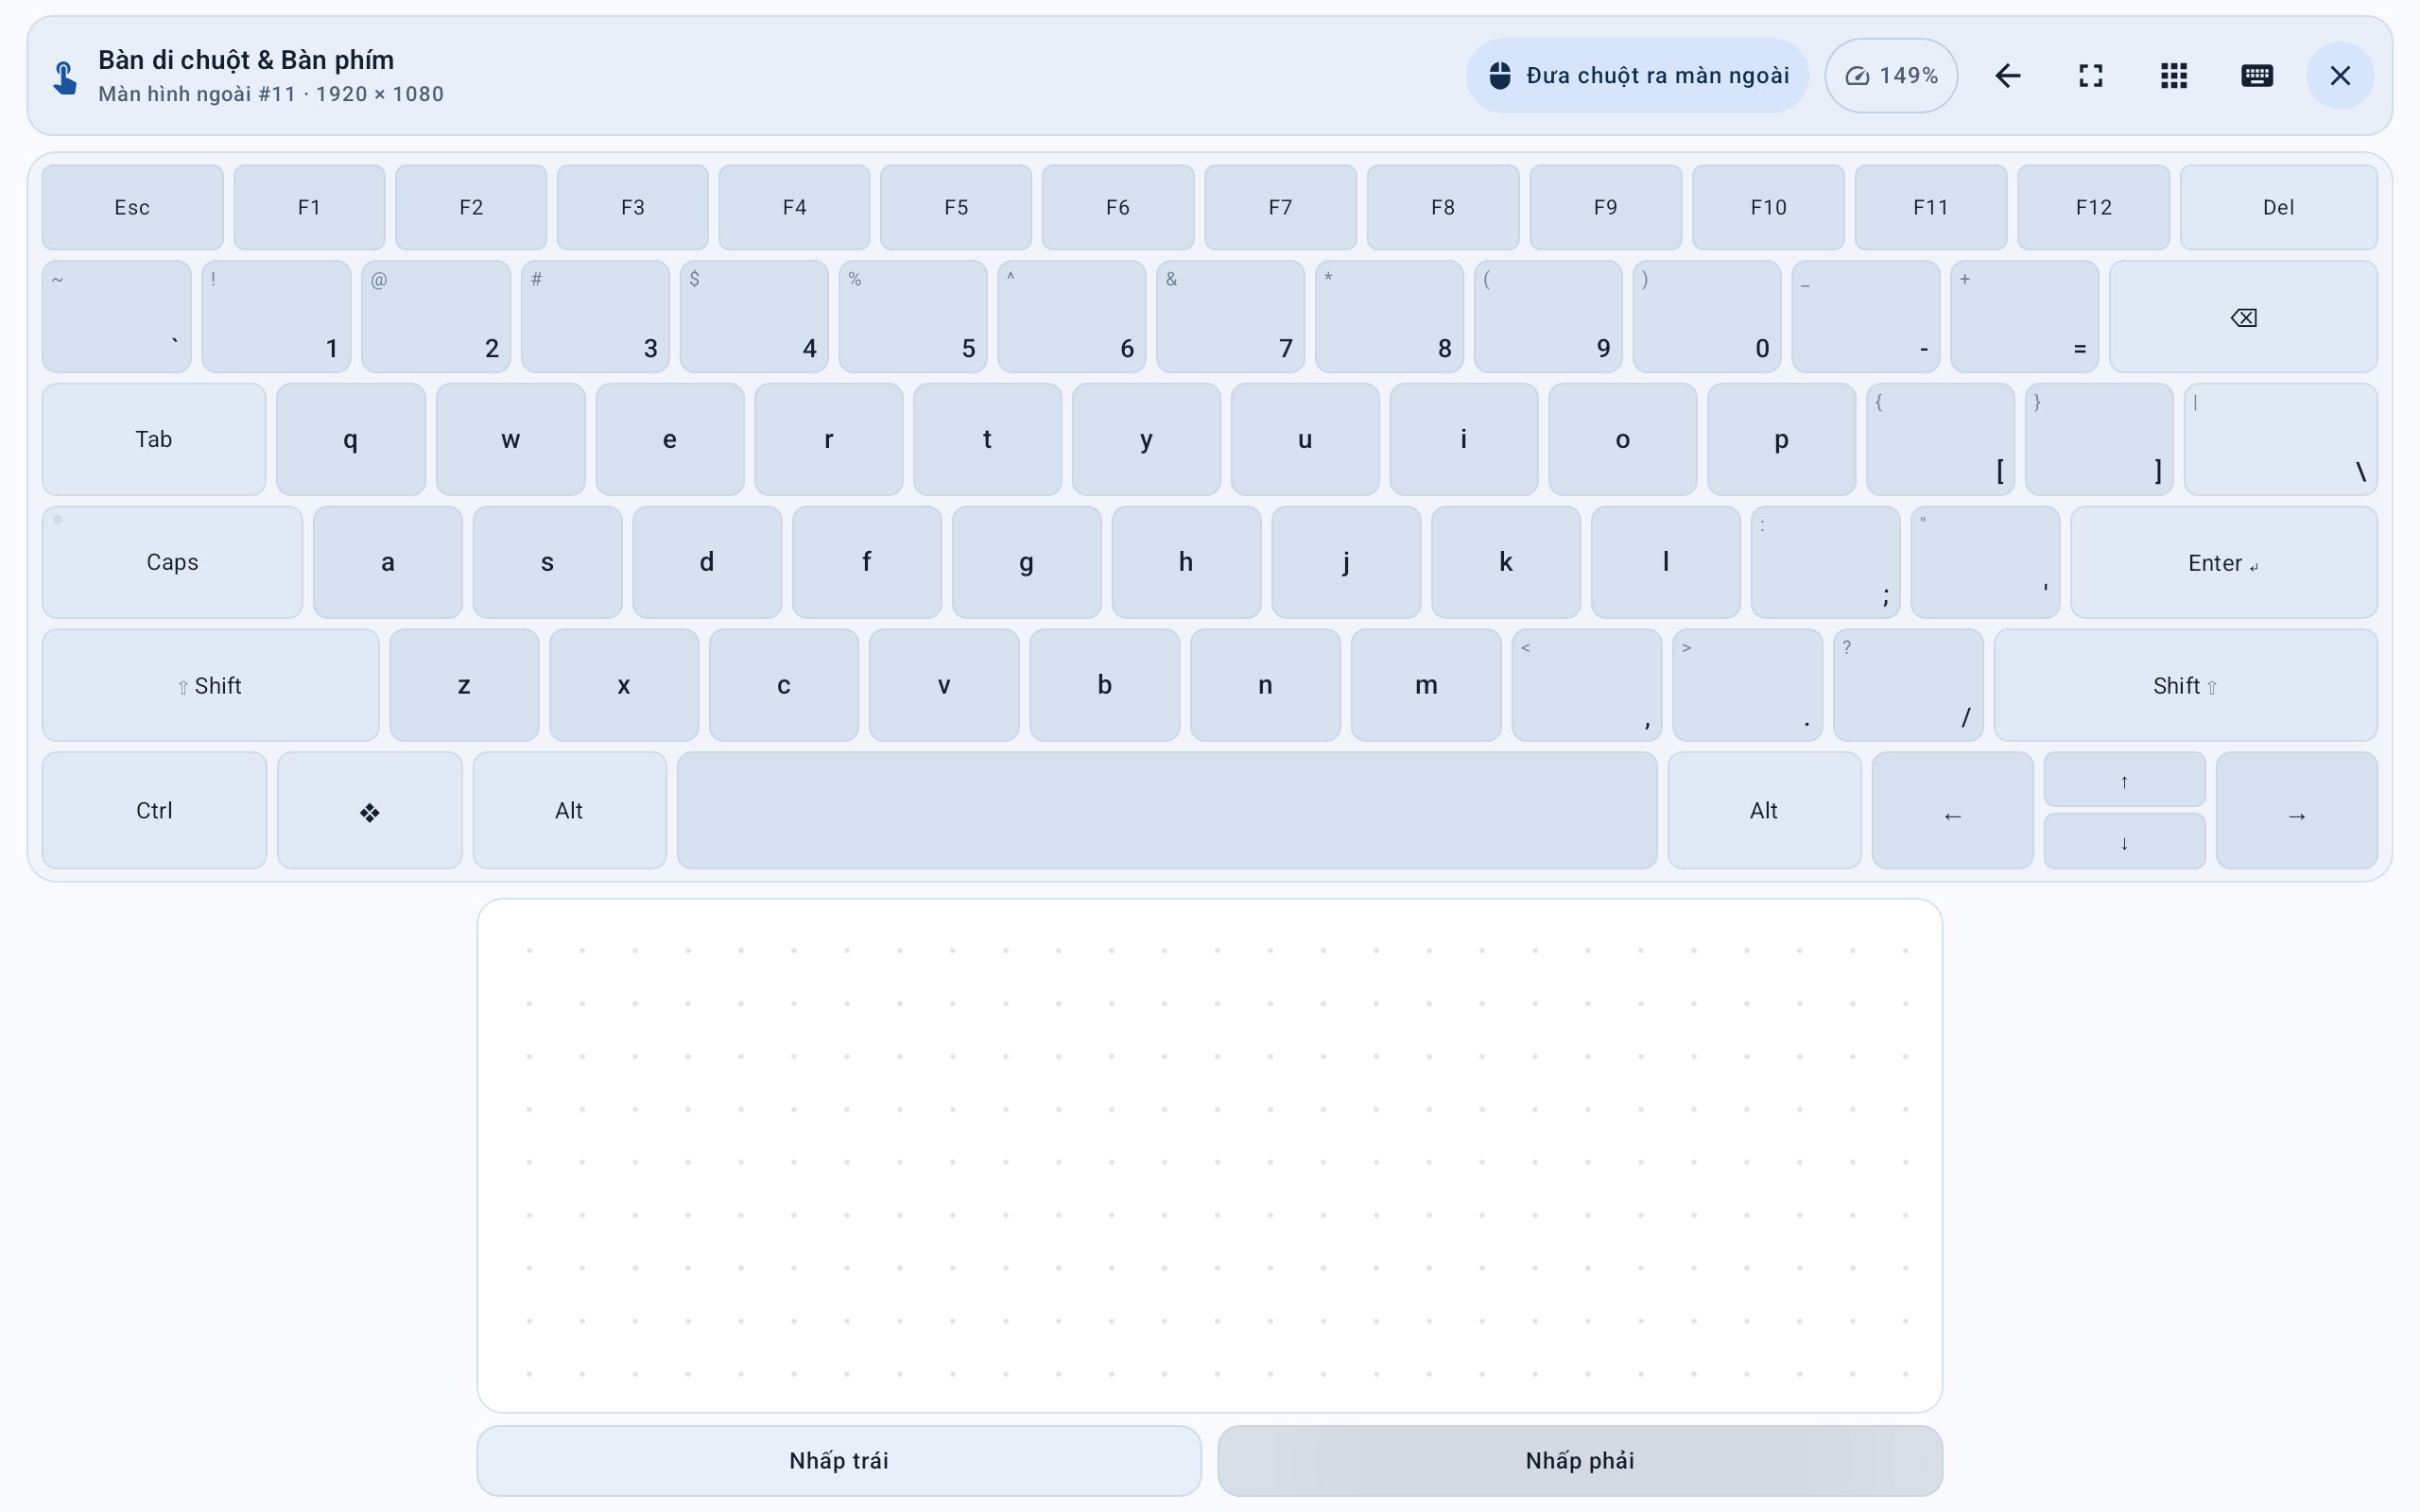 Bàn di chuột & Bàn phím
Màn hình ngoài #11 · 1920 × 1080
Đưa chuột ra màn ngoài
149%
Esc F1 F2 F3 F4 F5 F6 F7 F8 F9 F10 F11 F12 Del
~ ` ! 1 @ 2 # 3 $ 4 % 5 ^ 6 & 7 * 8 ( 9 ) 0 _ - + = ⌫
Tab q w e r t y u i o p { [ } ] | \
Caps a s d f g h j k l : ; " ' Enter ↵
⇧ Shift z x c v b n m < , > . ? / Shift ⇧
Ctrl ❖ Alt Alt ← ↑ ↓ →
Nhấp trái
Nhấp phải